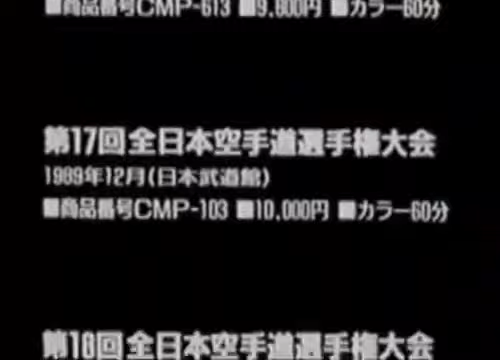 ■商品番号CMP-613 ■9,800円 ■カラー60分
第17回全日本空手道選手権大会
1989年12月(日本武道館)
■商品番号CMP-103 ■10,000円 ■カラー60分
第16回全日本空手道選手権大会